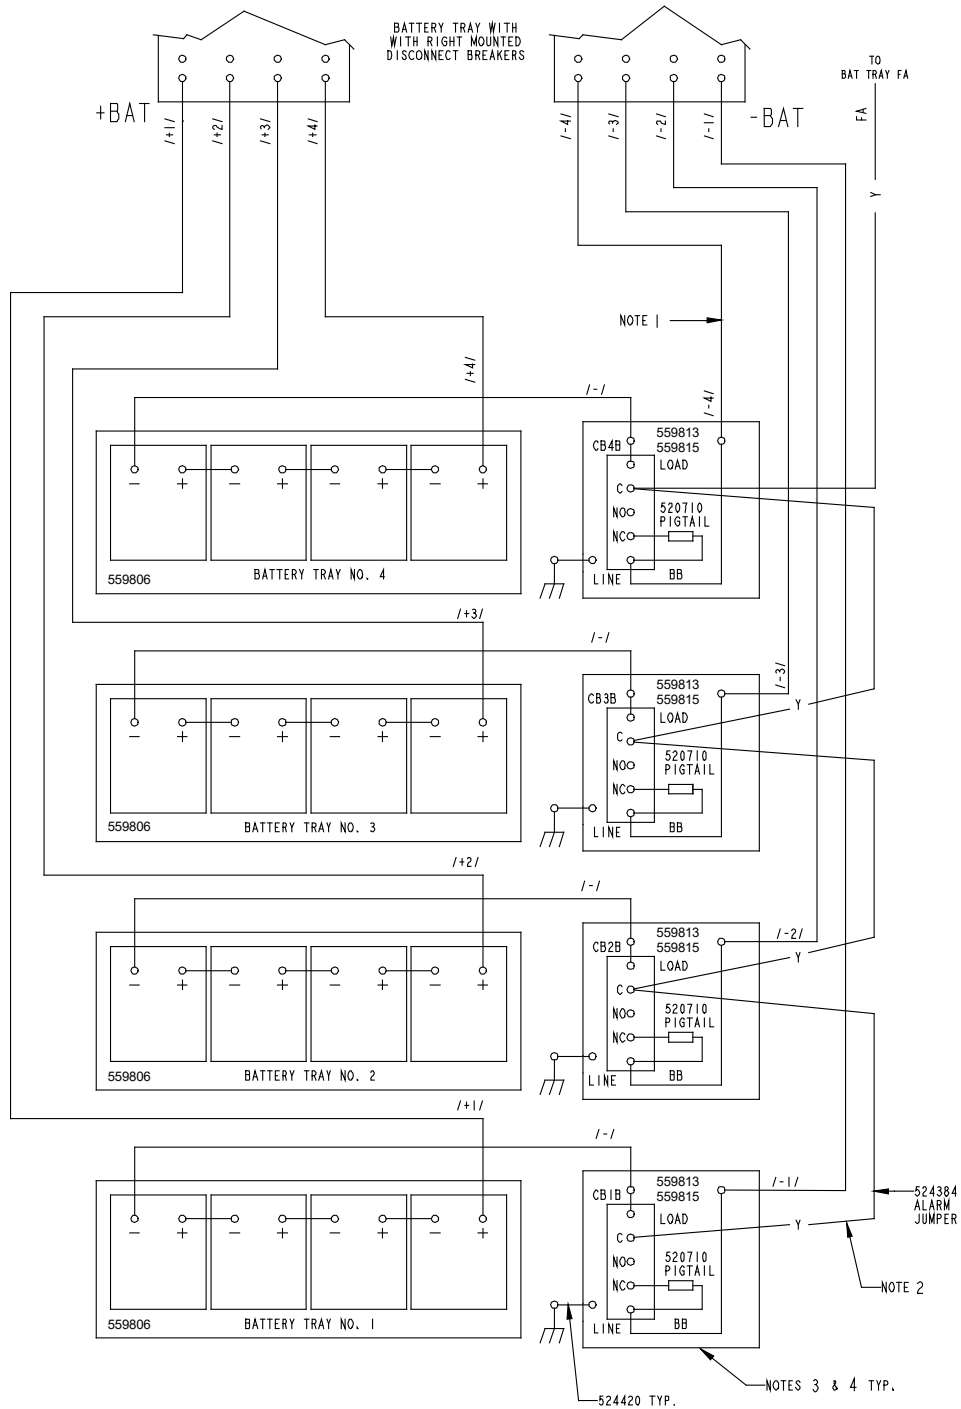 BATTERY TRAY WITH
WITH RIGHT MOUNTED
DISCONNECT BREAKERS
TO
BAT TRAY FA
+BAT
/+1/
/+2/
/+3/
/+4/
/-4/
/-3/
/-2/
/-1/
-BAT
FA
Y
NOTE 1
/+4/
/-/
/-4/
CB4B
559813
559815
LOAD
C
NO
NC
520710
PIGTAIL
LINE
BB
- + - + - + - +
559806
BATTERY TRAY NO. 4
/+3/
/-/
/-3/
CB3B
559813
559815
LOAD
Y
C
NO
NC
520710
PIGTAIL
LINE
BB
- + - + - + - +
559806
BATTERY TRAY NO. 3
/+2/
/-/
/-2/
CB2B
559813
559815
LOAD
Y
C
NO
NC
520710
PIGTAIL
LINE
BB
- + - + - + - +
559806
BATTERY TRAY NO. 2
/+1/
/-/
/-1/
CB1B
559813
559815
LOAD
Y
C
NO
NC
520710
PIGTAIL
LINE
BB
- + - + - + - +
559806
BATTERY TRAY NO. 1
524384
ALARM
JUMPER
NOTE 2
NOTES 3 & 4 TYP.
524420 TYP.